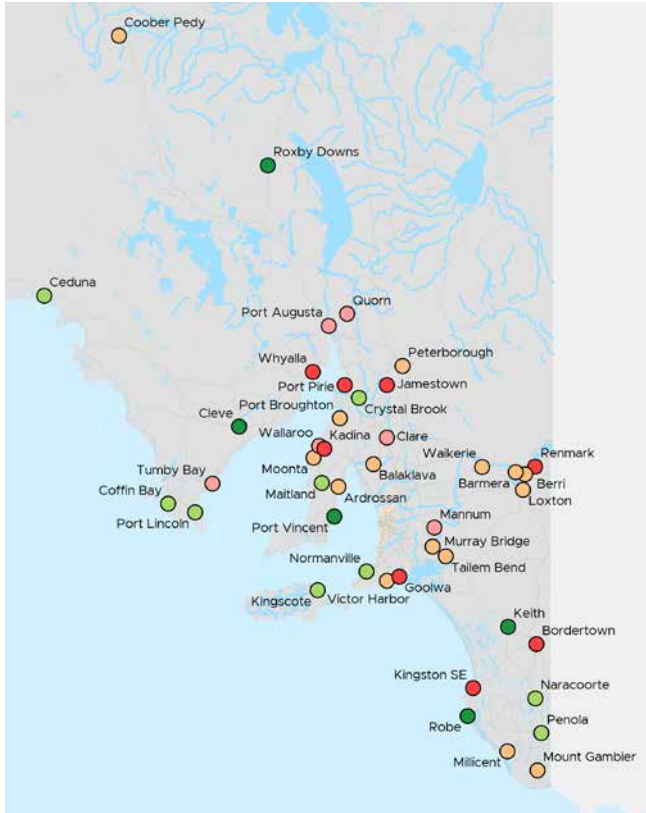 Coober Pedy
Roxby Downs
Ceduna
Quorn
Port Augusta
Peterborough
Whyalla
Port Pirie
Jamestown
Port Broughton
Crystal Brook
Cleve
Wallaroo
Kadina
Clare
Waikerie
Renmark
Moonta
Balaklava
Tumby Bay
Barmera
Berri
Coffin Bay
Maitland
Ardrossan
Loxton
Port Lincoln
Port Vincent
Mannum
Murray Bridge
Normanville
Tailem Bend
Goolwa
Kingscote
Victor Harbor
Keith
Bordertown
Kingston SE
Naracoorte
Robe
Penola
Millicent
Mount Gambier